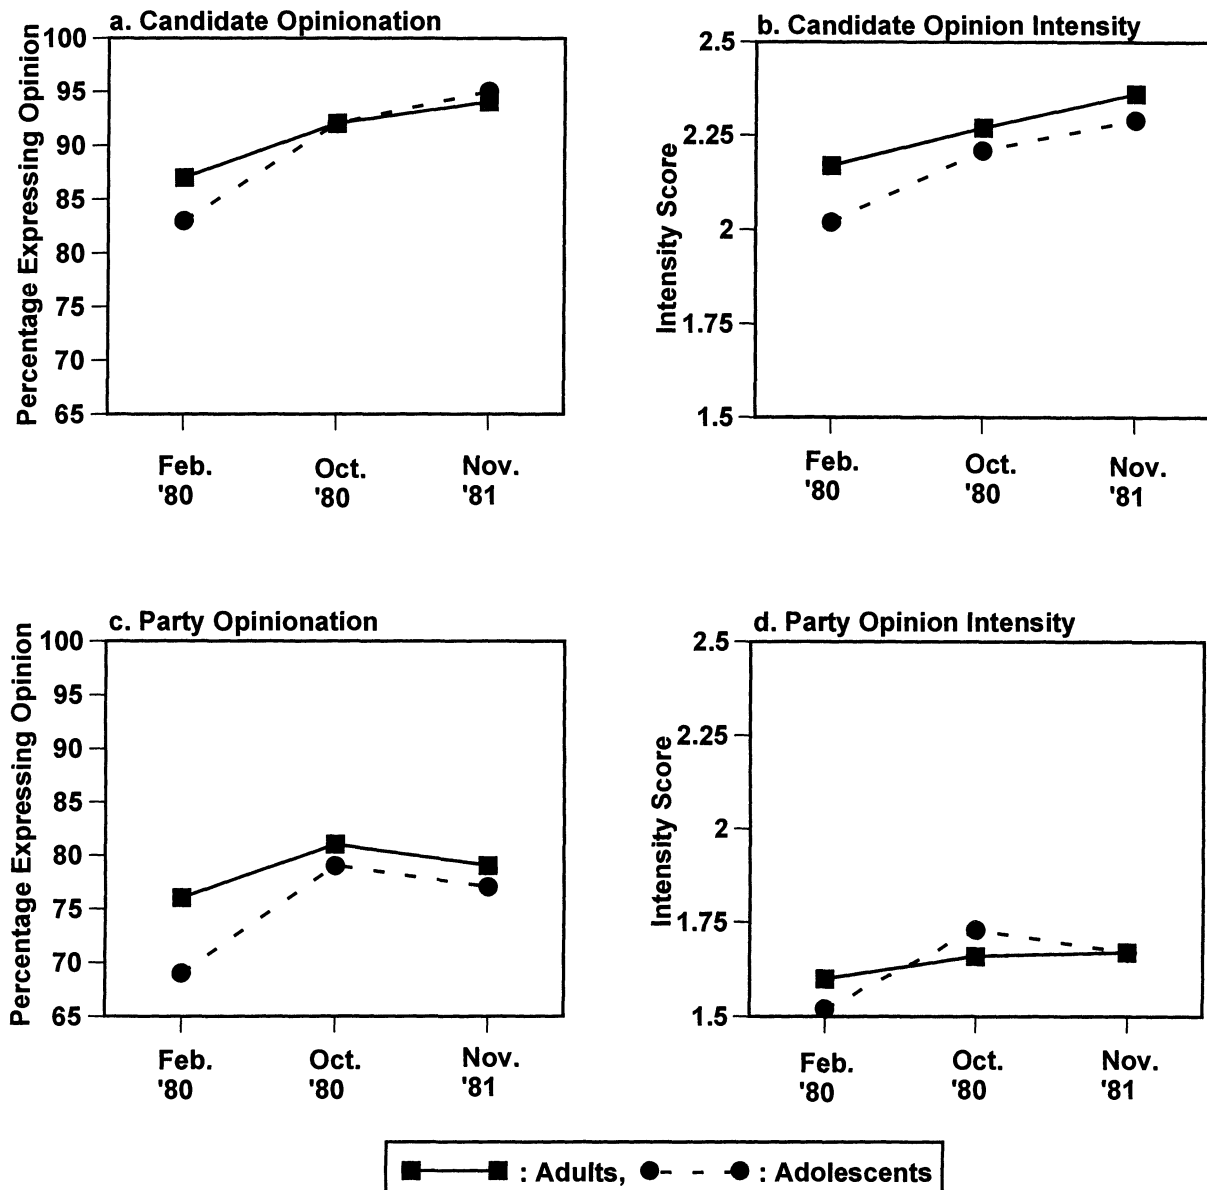 a. Candidate Opinionation
Percentage Expressing Opinion
100
95
90
85
80
75
70
65
Feb. '80
Oct. '80
Nov. '81
b. Candidate Opinion Intensity
Intensity Score
2.5
2.25
2
1.75
1.5
Feb. '80
Oct. '80
Nov. '81
c. Party Opinionation
Percentage Expressing Opinion
100
95
90
85
80
75
70
65
Feb. '80
Oct. '80
Nov. '81
d. Party Opinion Intensity
Intensity Score
2.5
2.25
2
1.75
1.5
Feb. '80
Oct. '80
Nov. '81
: Adults, : Adolescents